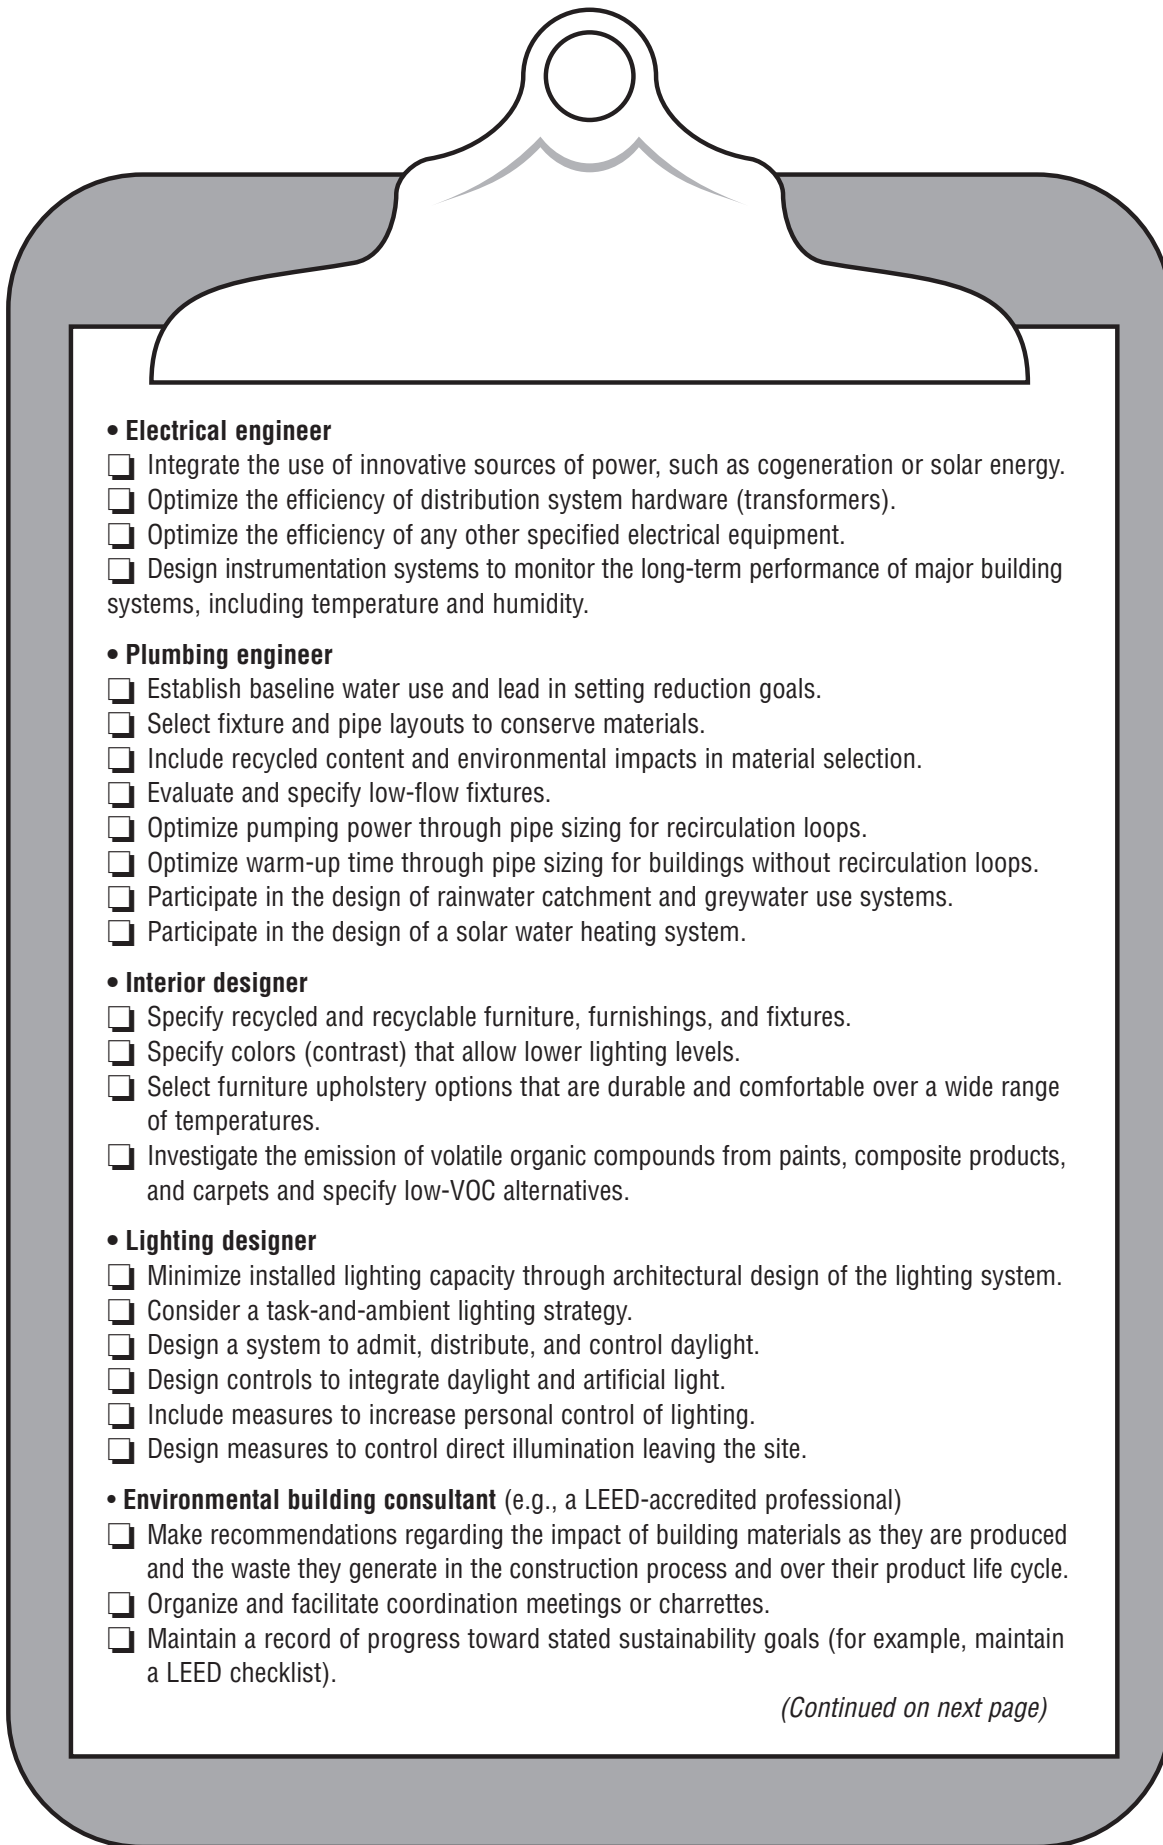 • Electrical engineer
❏ Integrate the use of innovative sources of power, such as cogeneration or solar energy.
❏ Optimize the efficiency of distribution system hardware (transformers).
❏ Optimize the efficiency of any other specified electrical equipment.
❏ Design instrumentation systems to monitor the long-term performance of major building
systems, including temperature and humidity.
• Plumbing engineer
❏ Establish baseline water use and lead in setting reduction goals.
❏ Select fixture and pipe layouts to conserve materials.
❏ Include recycled content and environmental impacts in material selection.
❏ Evaluate and specify low-flow fixtures.
❏ Optimize pumping power through pipe sizing for recirculation loops.
❏ Optimize warm-up time through pipe sizing for buildings without recirculation loops.
❏ Participate in the design of rainwater catchment and greywater use systems.
❏ Participate in the design of a solar water heating system.
• Interior designer
❏ Specify recycled and recyclable furniture, furnishings, and fixtures.
❏ Specify colors (contrast) that allow lower lighting levels.
❏ Select furniture upholstery options that are durable and comfortable over a wide range
of temperatures.
❏ Investigate the emission of volatile organic compounds from paints, composite products,
and carpets and specify low-VOC alternatives.
• Lighting designer
❏ Minimize installed lighting capacity through architectural design of the lighting system.
❏ Consider a task-and-ambient lighting strategy.
❏ Design a system to admit, distribute, and control daylight.
❏ Design controls to integrate daylight and artificial light.
❏ Include measures to increase personal control of lighting.
❏ Design measures to control direct illumination leaving the site.
• Environmental building consultant (e.g., a LEED-accredited professional)
❏ Make recommendations regarding the impact of building materials as they are produced
and the waste they generate in the construction process and over their product life cycle.
❏ Organize and facilitate coordination meetings or charrettes.
❏ Maintain a record of progress toward stated sustainability goals (for example, maintain
a LEED checklist).
(Continued on next page)